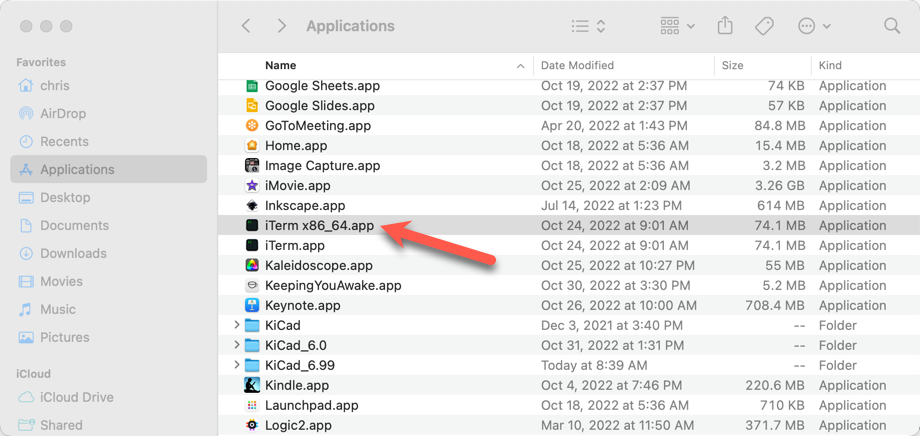 Applications
Favorites
chris
AirDrop
Recents
Applications
Desktop
Documents
Downloads
Movies
Music
Pictures
iCloud
iCloud Drive
Shared
Name Date Modified Size Kind
Google Sheets.app Oct 19, 2022 at 2:37 PM 74 KB Application
Google Slides.app Oct 19, 2022 at 2:37 PM 57 KB Application
GoToMeeting.app Apr 20, 2022 at 1:43 PM 84.8 MB Application
Home.app Oct 18, 2022 at 5:36 AM 15.4 MB Application
Image Capture.app Oct 18, 2022 at 5:36 AM 3.2 MB Application
iMovie.app Oct 25, 2022 at 2:09 AM 3.26 GB Application
Inkscape.app Jul 14, 2022 at 1:23 PM 614 MB Application
iTerm x86_64.app Oct 24, 2022 at 9:01 AM 74.1 MB Application
iTerm.app Oct 24, 2022 at 9:01 AM 74.1 MB Application
Kaleidoscope.app Oct 25, 2022 at 10:27 PM 55 MB Application
KeepingYouAwake.app Oct 30, 2022 at 3:30 PM 5.2 MB Application
Keynote.app Oct 26, 2022 at 10:00 AM 708.4 MB Application
KiCad Dec 3, 2021 at 3:40 PM -- Folder
KiCad_6.0 Oct 31, 2022 at 1:31 PM -- Folder
KiCad_6.99 Today at 8:39 AM -- Folder
Kindle.app Oct 4, 2022 at 7:46 PM 220.6 MB Application
Launchpad.app Oct 18, 2022 at 5:36 AM 710 KB Application
Logic2.app Mar 10, 2022 at 11:50 AM 371.7 MB Application